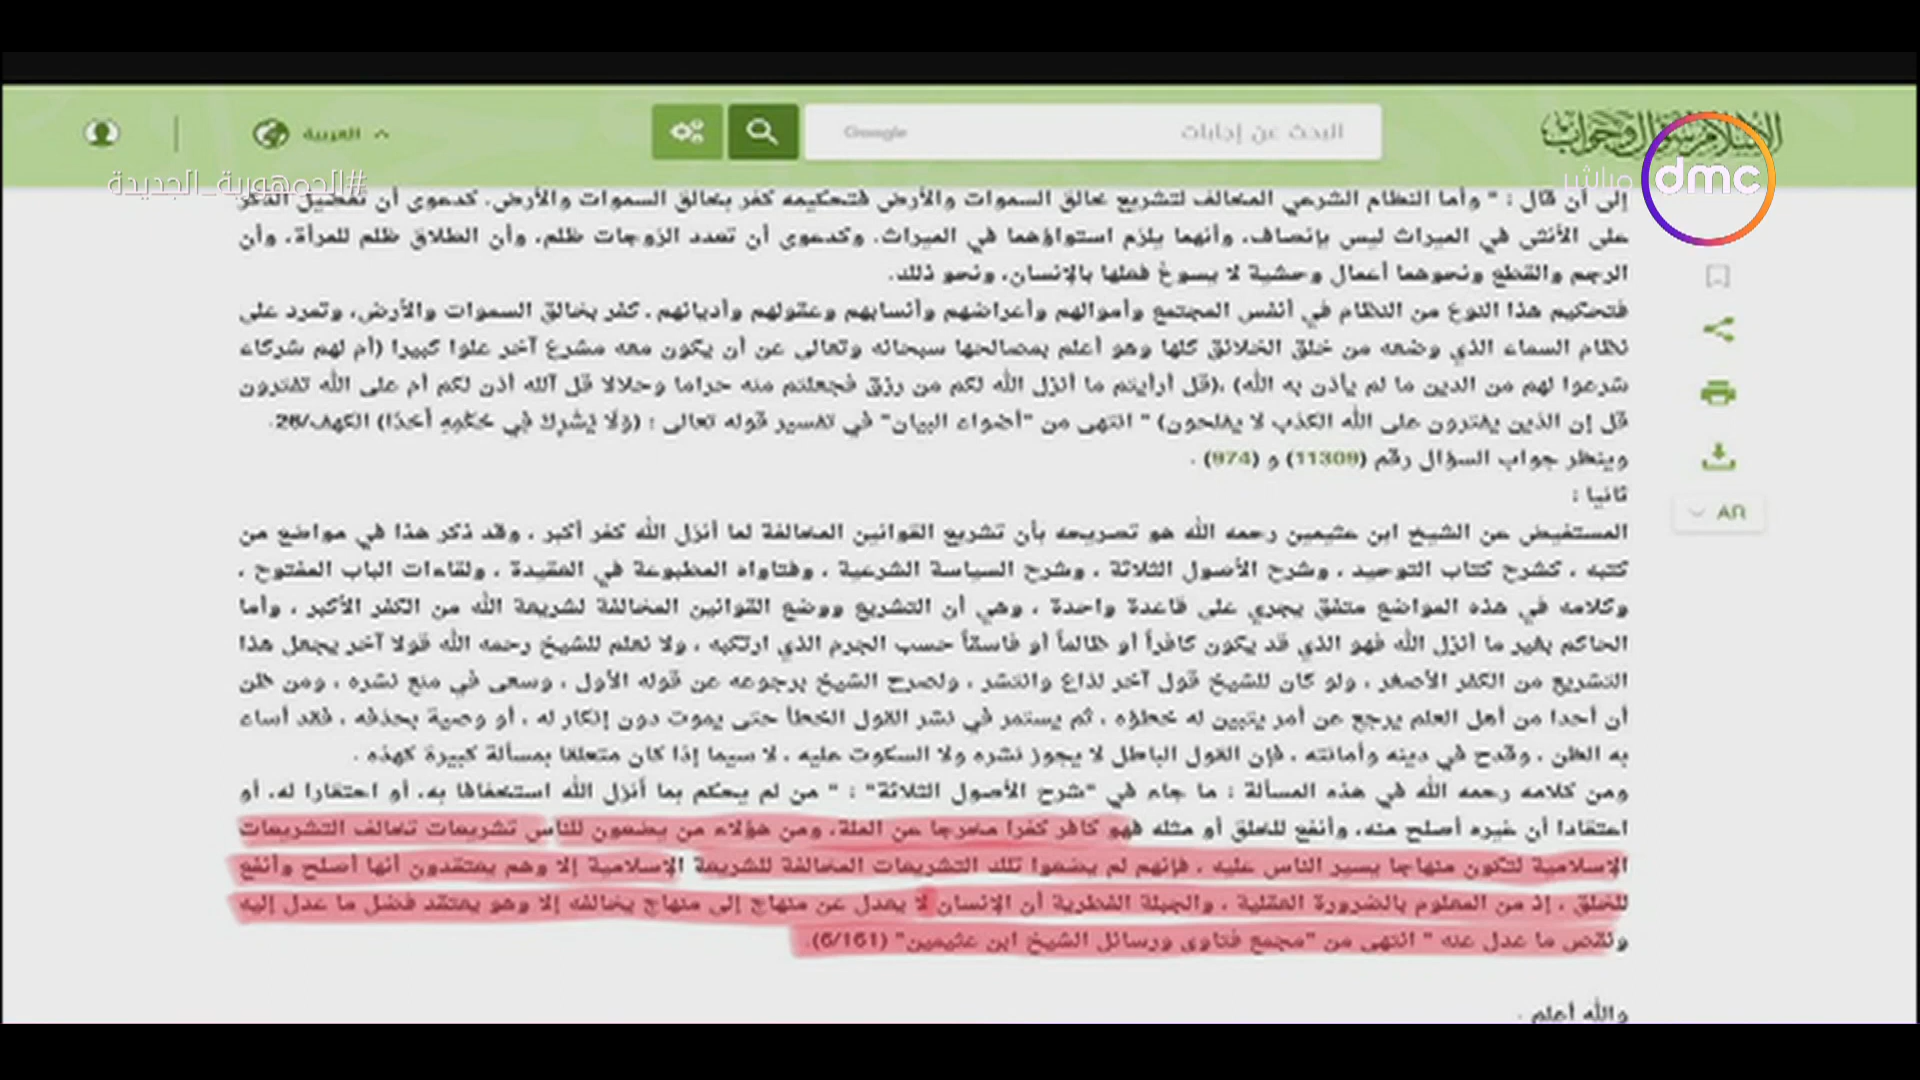 الإسلام سؤال وجواب
البحث عن إجابات
Google
العربية
dmc
مباشر
#الجمهورية_الجديدة
إلى أن قال : " وأما النظام الشرعي المخالف لتشريع خالق السموات والأرض فتحكيمه كفر بخالق السموات والأرض، كدعوى أن تفضيل الذكر
على الأنثى في الميراث ليس بإنصاف، وأنهما يلزم استواؤهما في الميراث. وكدعوى أن تعدد الزوجات ظلم، وأن الطلاق ظلم للمرأة، وأن
الرجم والقطع ونحوهما أعمال وحشية لا يسوغ فعلها بالإنسان، ونحو ذلك.
فتحكيم هذا النوع من النظام في أنفس المجتمع وأموالهم وأعراضهم وأنسابهم وعقولهم وأديانهم ـ كفر بخالق السموات والأرض، وتمرد على
نظام السماء الذي وضعه من خلق الخلائق كلها وهو أعلم بمصالحها سبحانه وتعالى عن أن يكون معه مشرع آخر علوا كبيرا (أم لهم شركاء
شرعوا لهم من الدين ما لم يأذن به الله) ،(قل أرأيتم ما أنزل الله لكم من رزق فجعلتم منه حراما وحلالا قل آلله أذن لكم أم على الله تفترون
قل إن الذين يفترون على الله الكذب لا يفلحون) " انتهى من "أضواء البيان" في تفسير قوله تعالى : (وَلَا يُشْرِكُ فِي حُكْمِهِ أَحَدًا) الكهف/26.
وينظر جواب السؤال رقم (11309) و (974) .
ثانيا :
المستفيض عن الشيخ ابن عثيمين رحمه الله هو تصريحه بأن تشريع القوانين المخالفة لما أنزل الله كفر أكبر ، وقد ذكر هذا في مواضع من
كتبه ، كشرح كتاب التوحيد ، وشرح الأصول الثلاثة ، وشرح السياسة الشرعية ، وفتاواه المطبوعة في العقيدة ، ولقاءات الباب المفتوح ،
وكلامه في هذه المواضع متفق يجري على قاعدة واحدة ، وهي أن التشريع ووضع القوانين المخالفة لشريعة الله من الكفر الأكبر ، وأما
الحاكم بغير ما أنزل الله فهو الذي قد يكون كافراً أو ظالماً أو فاسقاً حسب الجرم الذي ارتكبه ، ولا نعلم للشيخ رحمه الله قولا آخر يجعل هذا
التشريع من الكفر الأصغر ، ولو كان للشيخ قول آخر لذاع وانتشر ، ولصرح الشيخ برجوعه عن قوله الأول ، وسعى في منع نشره ، ومن ظن
أن أحدا من أهل العلم يرجع عن أمر يتبين له خطؤه ، ثم يستمر في نشر القول الخطأ حتى يموت دون إنكار له ، أو وصية بحذفه ، فقد أساء
به الظن ، وقدح في دينه وأمانته ، فإن القول الباطل لا يجوز نشره ولا السكوت عليه ، لا سيما إذا كان متعلقا بمسألة كبيرة كهذه .
ومن كلامه رحمه الله في هذه المسألة : ما جاء في "شرح الأصول الثلاثة" : " من لم يحكم بما أنزل الله استخفافا به، أو احتقارا له، أو
اعتقادا أن غيره أصلح منه، وأنفع للخلق أو مثله فهو كافر كفرا مخرجا عن الملة، ومن هؤلاء من يضعون للناس تشريعات تخالف التشريعات
الإسلامية لتكون منهاجا يسير الناس عليه ، فإنهم لم يضعوا تلك التشريعات المخالفة للشريعة الإسلامية إلا وهم يعتقدون أنها أصلح وأنفع
للخلق ، إذ من المعلوم بالضرورة العقلية ، والجبلة الفطرية أن الإنسان لا يعدل عن منهاج إلى منهاج يخالفه إلا وهو يعتقد فضل ما عدل إليه
ونقص ما عدل عنه " انتهى من "مجمع فتاوى ورسائل الشيخ ابن عثيمين" (6/161).
والله أعلم .
AR